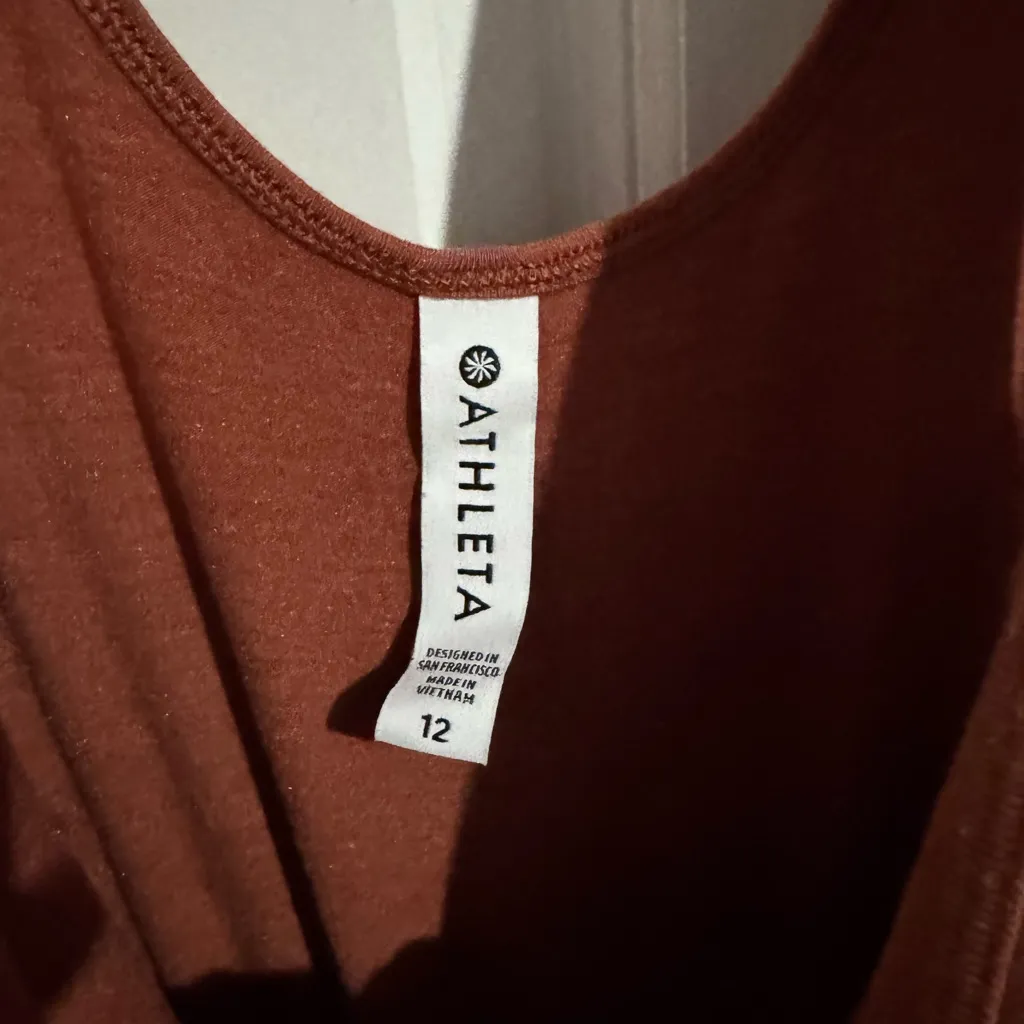 ATHLETA
DESIGNED IN
SAN FRANCISCO
MADE IN
VIETNAM
12